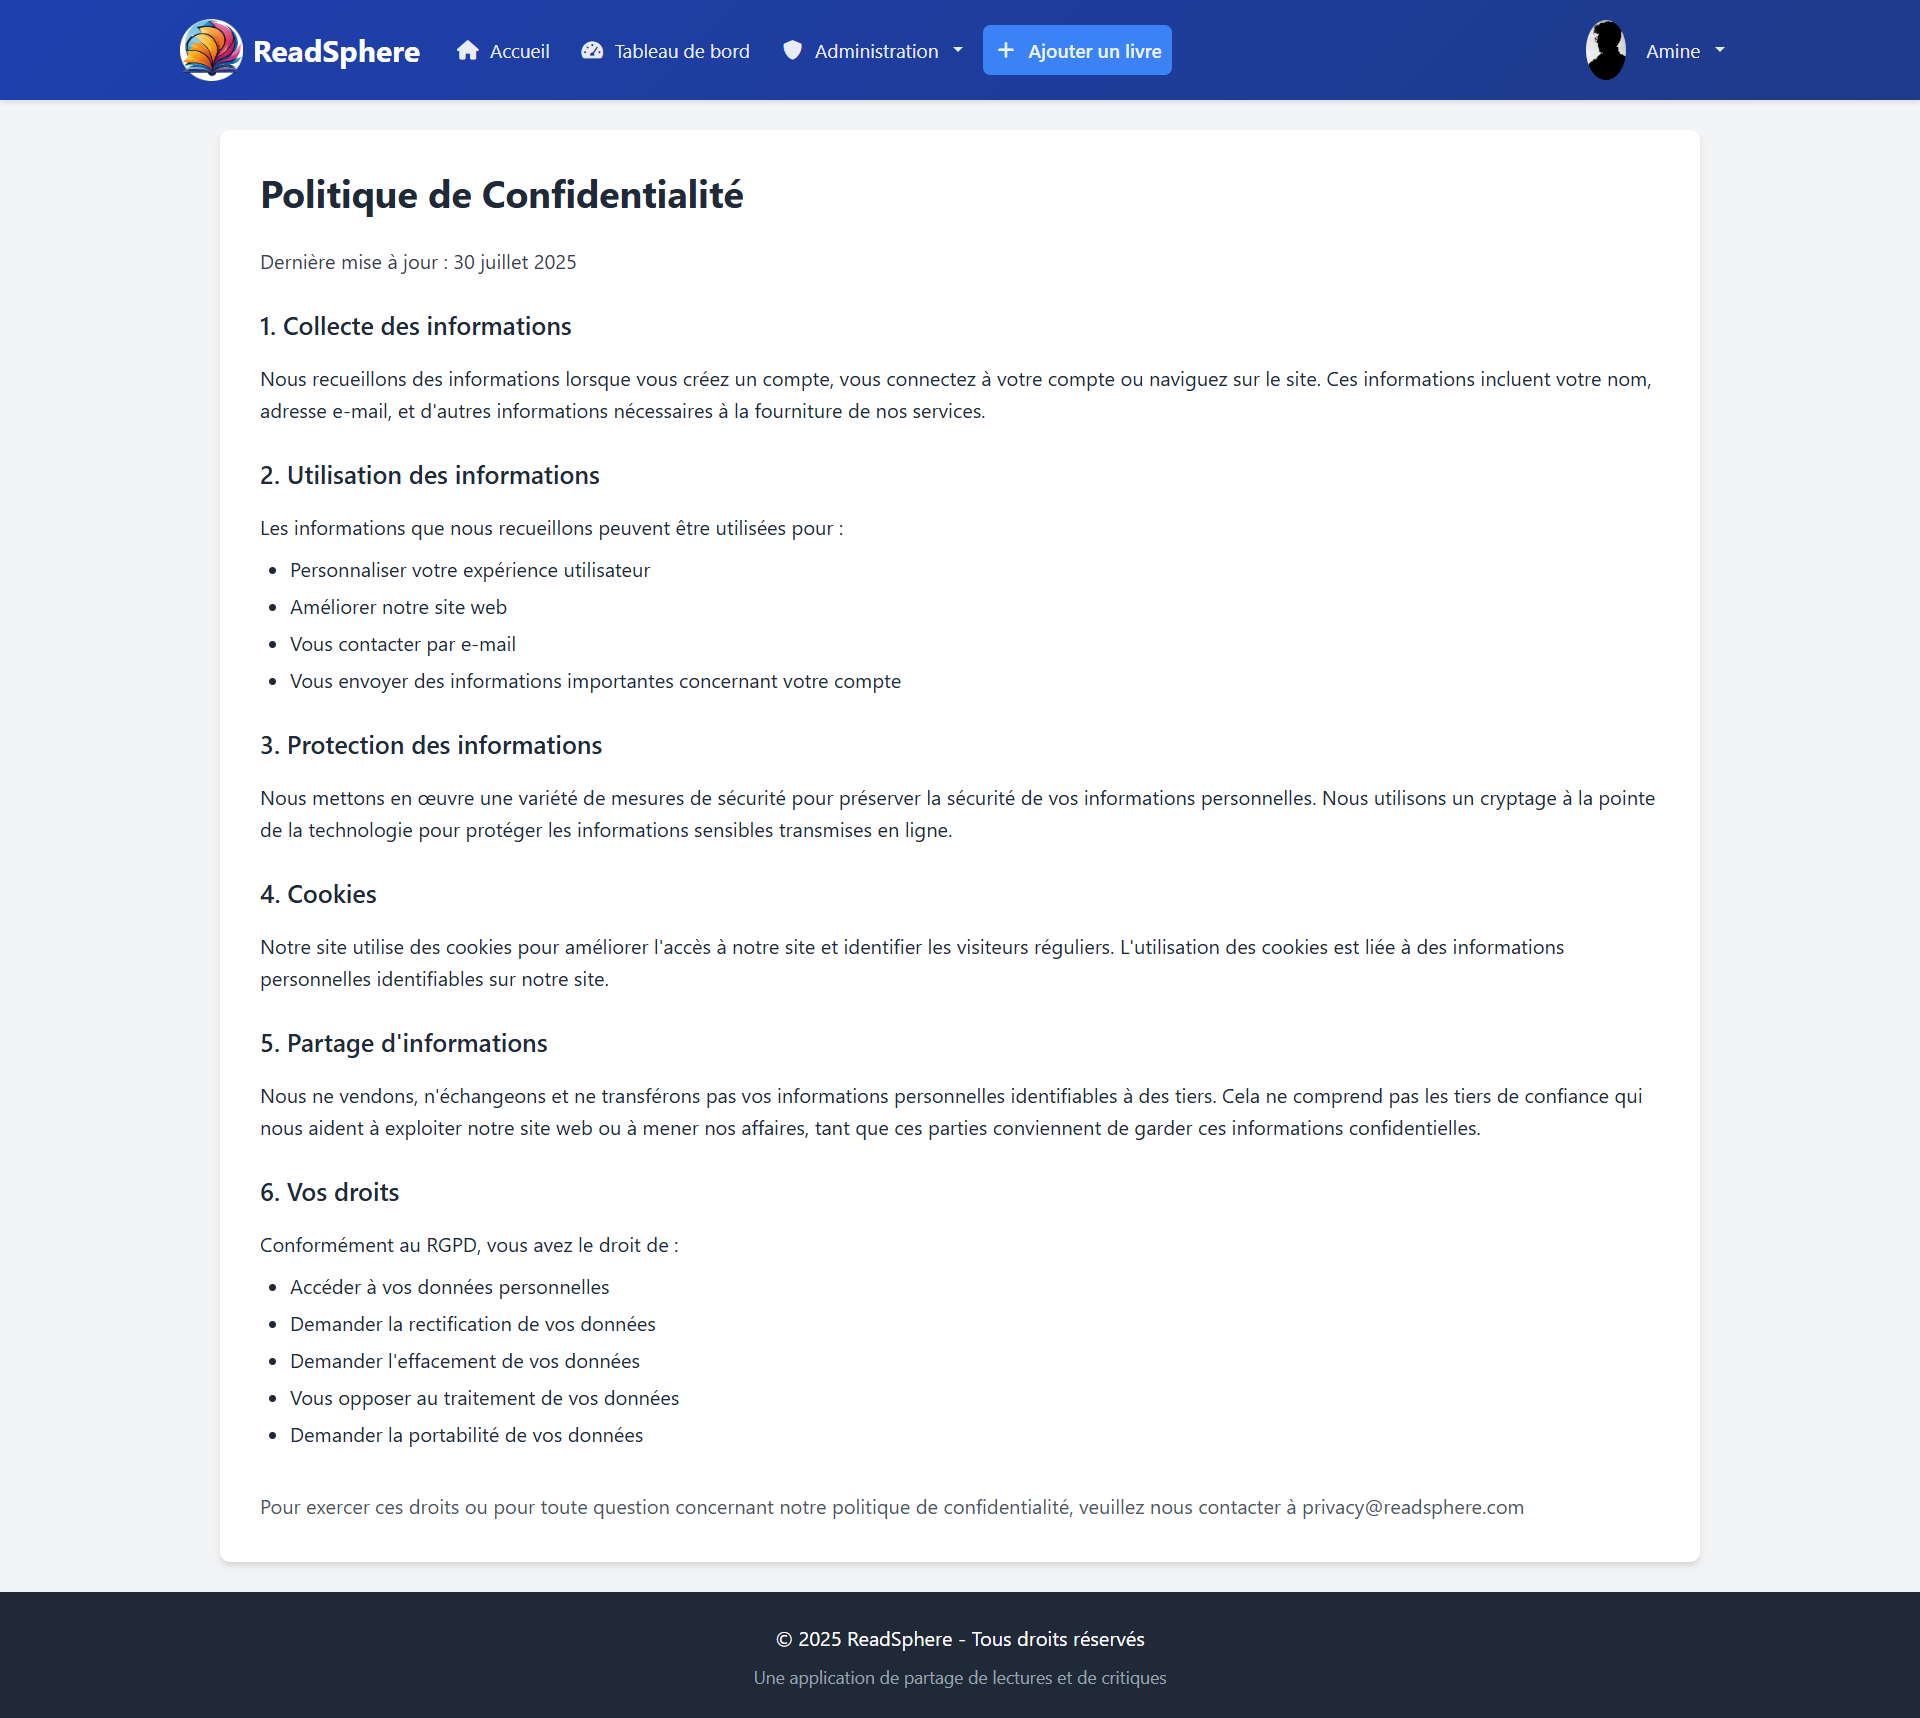 ReadSphere Accueil Tableau de bord Administration Ajouter un livre Amine
Politique de Confidentialité
Dernière mise à jour : 30 juillet 2025
1. Collecte des informations
Nous recueillons des informations lorsque vous créez un compte, vous connectez à votre compte ou naviguez sur le site. Ces informations incluent votre nom,
adresse e-mail, et d'autres informations nécessaires à la fourniture de nos services.
2. Utilisation des informations
Les informations que nous recueillons peuvent être utilisées pour :
• Personnaliser votre expérience utilisateur
• Améliorer notre site web
• Vous contacter par e-mail
• Vous envoyer des informations importantes concernant votre compte
3. Protection des informations
Nous mettons en œuvre une variété de mesures de sécurité pour préserver la sécurité de vos informations personnelles. Nous utilisons un cryptage à la pointe
de la technologie pour protéger les informations sensibles transmises en ligne.
4. Cookies
Notre site utilise des cookies pour améliorer l'accès à notre site et identifier les visiteurs réguliers. L'utilisation des cookies est liée à des informations
personnelles identifiables sur notre site.
5. Partage d'informations
Nous ne vendons, n'échangeons et ne transférons pas vos informations personnelles identifiables à des tiers. Cela ne comprend pas les tiers de confiance qui
nous aident à exploiter notre site web ou à mener nos affaires, tant que ces parties conviennent de garder ces informations confidentielles.
6. Vos droits
Conformément au RGPD, vous avez le droit de :
• Accéder à vos données personnelles
• Demander la rectification de vos données
• Demander l'effacement de vos données
• Vous opposer au traitement de vos données
• Demander la portabilité de vos données
Pour exercer ces droits ou pour toute question concernant notre politique de confidentialité, veuillez nous contacter à privacy@readsphere.com
© 2025 ReadSphere - Tous droits réservés
Une application de partage de lectures et de critiques